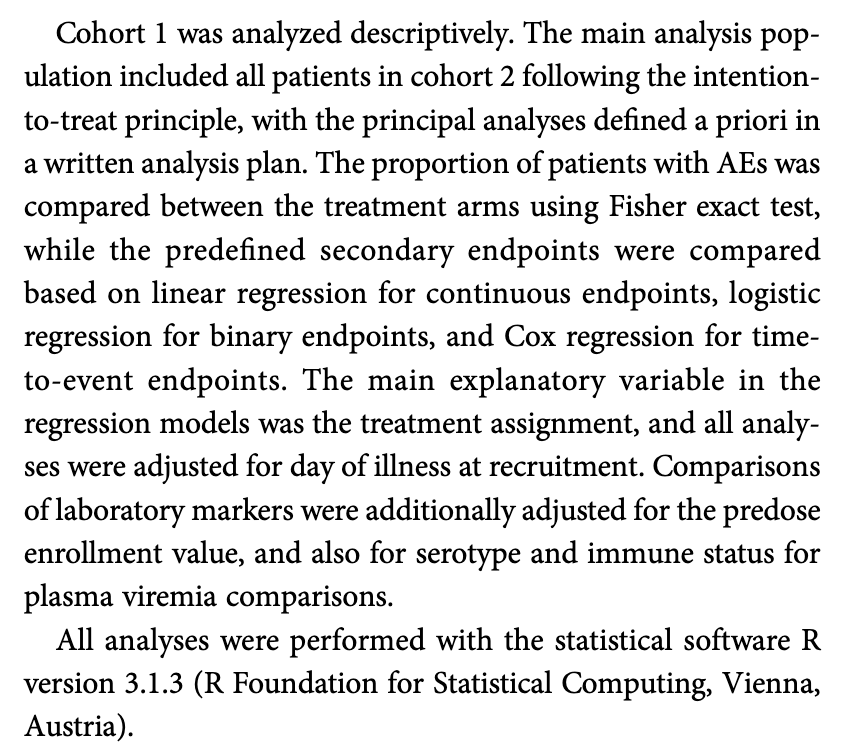 Cohort 1 was analyzed descriptively. The main analysis pop-
ulation included all patients in cohort 2 following the intention-
to-treat principle, with the principal analyses defined a priori in
a written analysis plan. The proportion of patients with AEs was
compared between the treatment arms using Fisher exact test,
while the predefined secondary endpoints were compared
based on linear regression for continuous endpoints, logistic
regression for binary endpoints, and Cox regression for time-
to-event endpoints. The main explanatory variable in the
regression models was the treatment assignment, and all analy-
ses were adjusted for day of illness at recruitment. Comparisons
of laboratory markers were additionally adjusted for the predose
enrollment value, and also for serotype and immune status for
plasma viremia comparisons.
All analyses were performed with the statistical software R
version 3.1.3 (R Foundation for Statistical Computing, Vienna,
Austria).